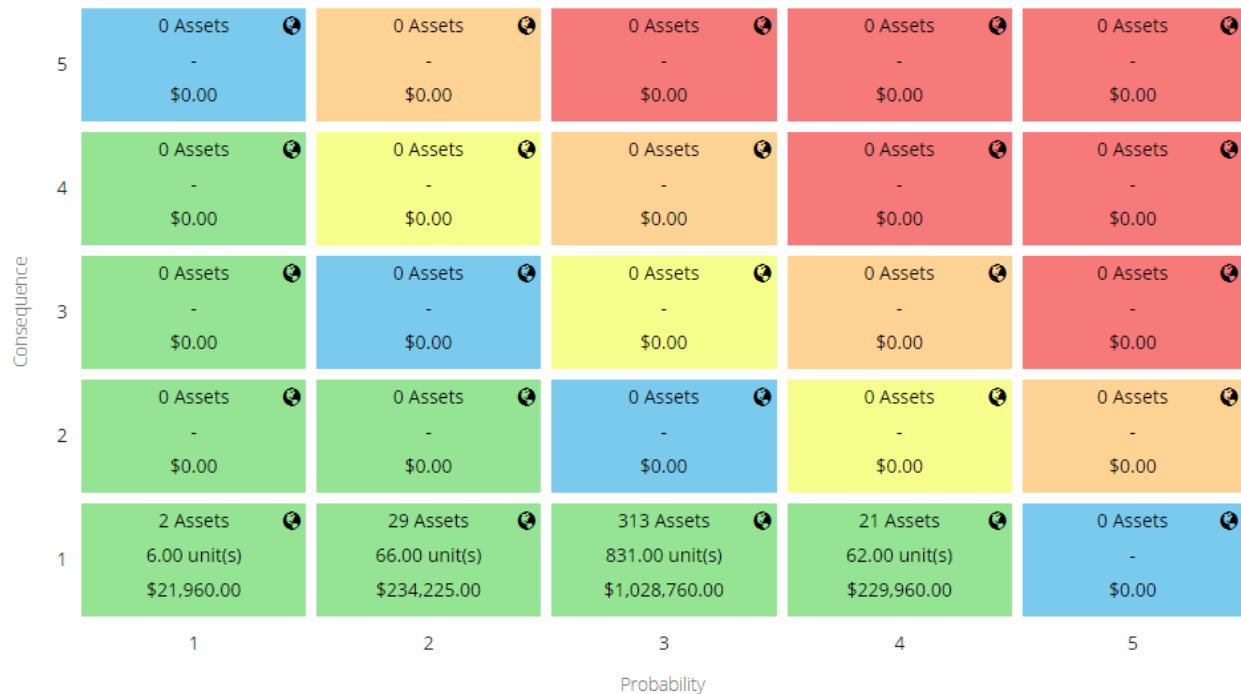 0 Assets 0 Assets 0 Assets 0 Assets 0 Assets
5 - - - - -
$0.00 $0.00 $0.00 $0.00 $0.00
0 Assets 0 Assets 0 Assets 0 Assets 0 Assets
4 - - - - -
$0.00 $0.00 $0.00 $0.00 $0.00
Consequence
0 Assets 0 Assets 0 Assets 0 Assets 0 Assets
3 - - - - -
$0.00 $0.00 $0.00 $0.00 $0.00
0 Assets 0 Assets 0 Assets 0 Assets 0 Assets
2 - - - - -
$0.00 $0.00 $0.00 $0.00 $0.00
2 Assets 29 Assets 313 Assets 21 Assets 0 Assets
1 6.00 unit(s) 66.00 unit(s) 831.00 unit(s) 62.00 unit(s) -
$21,960.00 $234,225.00 $1,028,760.00 $229,960.00 $0.00
1 2 3 4 5
Probability